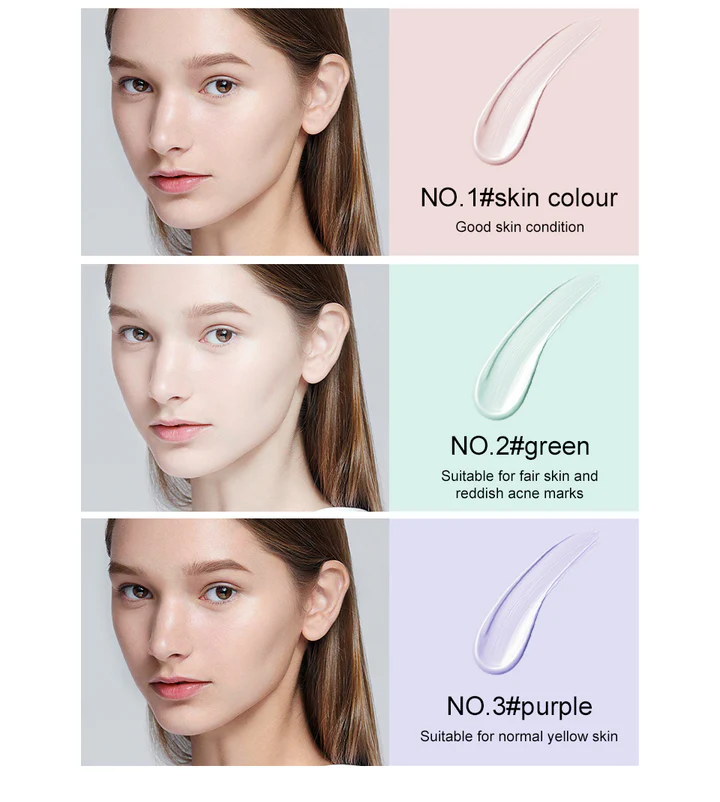 NO.1#skin colour
Good skin condition
NO.2#green
Suitable for fair skin and
reddish acne marks
NO.3#purple
Suitable for normal yellow skin